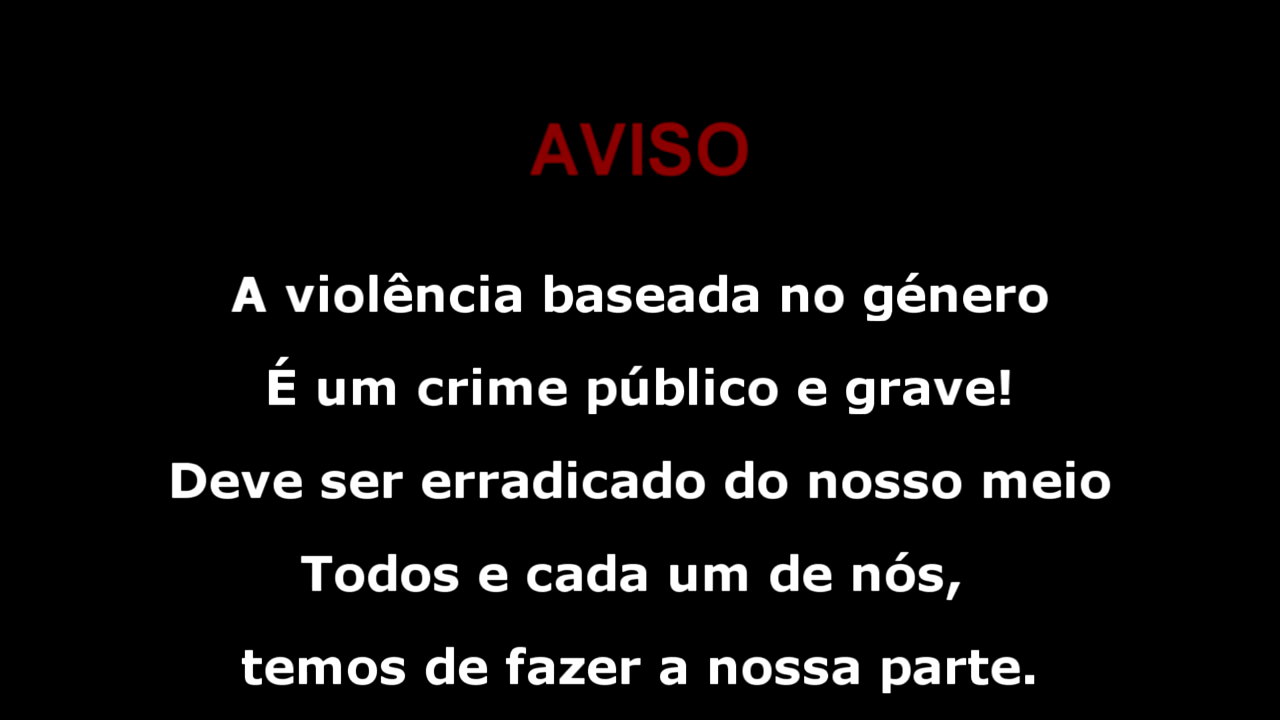 AVISO
A violência baseada no género
É um crime público e grave!
Deve ser erradicado do nosso meio
Todos e cada um de nós,
temos de fazer a nossa parte.